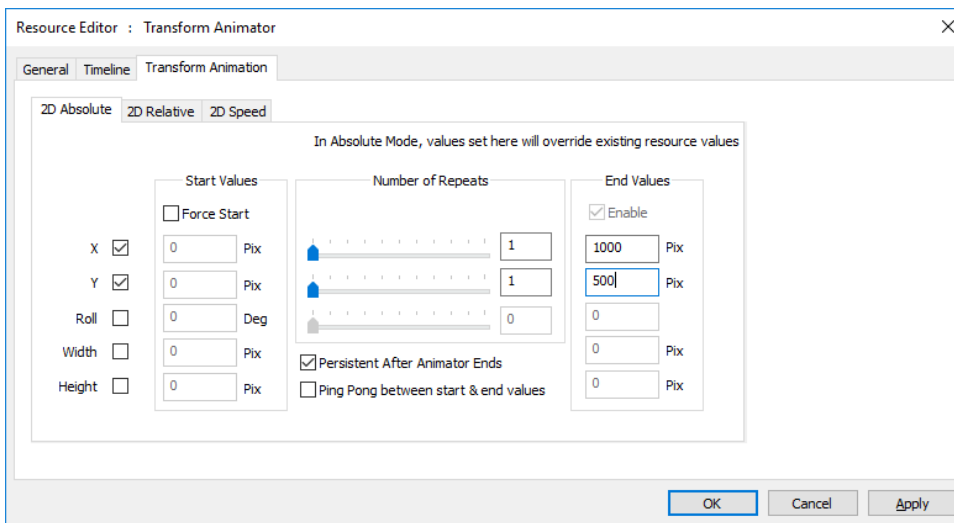 Resource Editor : Transform Animator
General Timeline Transform Animation
2D Absolute 2D Relative 2D Speed
In Absolute Mode, values set here will override existing resource values
Start Values Number of Repeats End Values
Force Start Enable
X 0 Pix 1 1000 Pix
Y 0 Pix 1 500 Pix
Roll 0 Deg 0 0
Width 0 Pix 0 Pix
Persistent After Animator Ends
Height 0 Pix 0 Pix
Ping Pong between start & end values
OK Cancel Apply